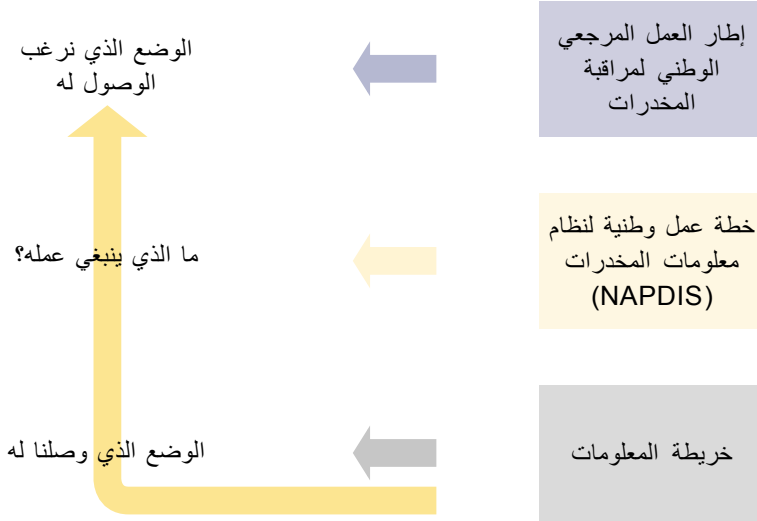 إطار العمل المرجعي
الوطني لمراقبة
المخدرات
الوضع الذي نرغب
الوصول له
خطة عمل وطنية لنظام
معلومات المخدرات
(NAPDIS)
ما الذي ينبغي عمله؟
خريطة المعلومات
الوضع الذي وصلنا له